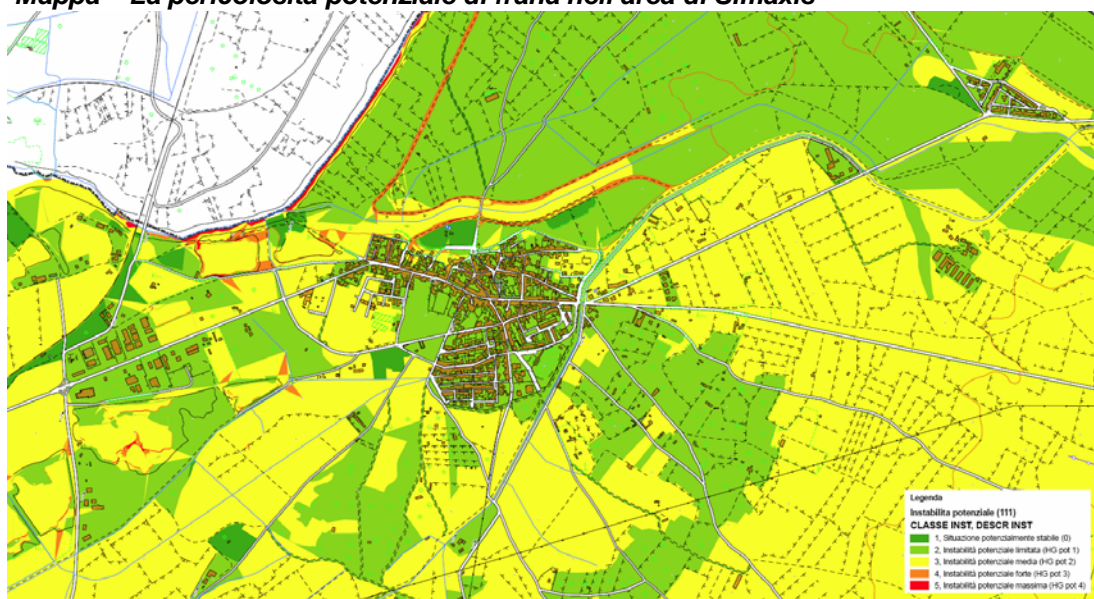 Mappa – La pericolosità potenziale di frana nell'area di Simaxis
Legenda
Instabilita potenziale (111)
CLASSE INST, DESCR INST
1, Situazione potenzialmente stabile (0)
2, Instabilità potenziale limitata (HG pot 1)
3, Instabilità potenziale media (HG pot 2)
4, Instabilità potenziale forte (HG pot 3)
5, Instabilità potenziale massima (HG pot 4)